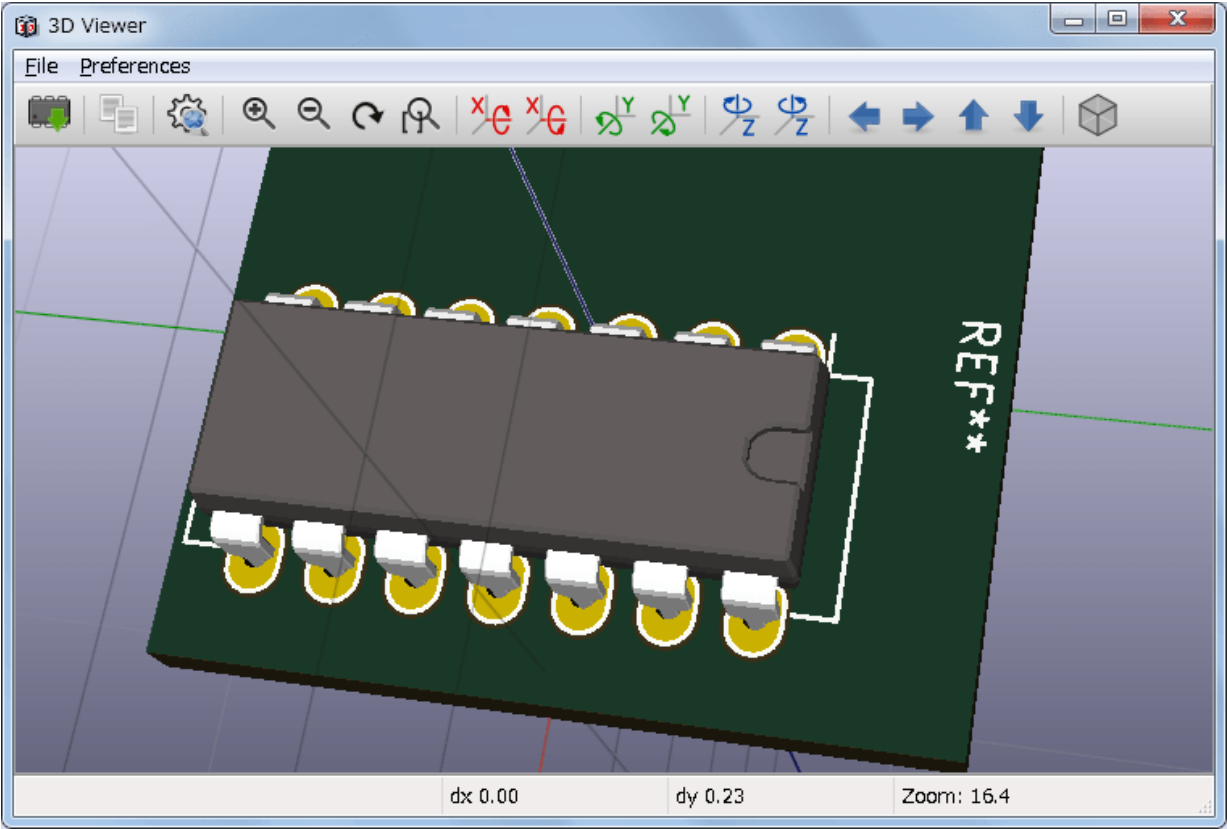 3D Viewer
File Preferences
X X Y Y Z Z
REF**
dx 0.00 dy 0.23 Zoom: 16.4